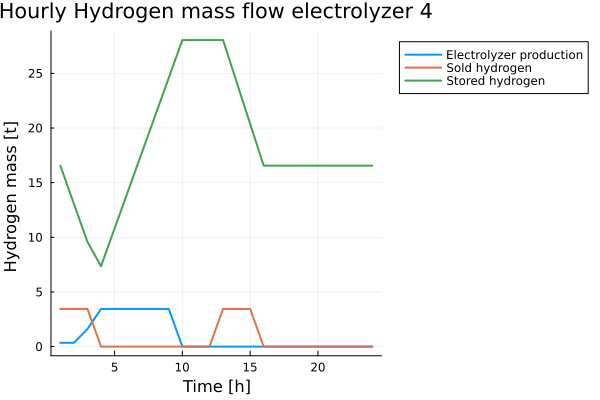 Hourly Hydrogen mass flow electrolyzer 4
Electrolyzer production
Sold hydrogen
Stored hydrogen
Hydrogen mass [t]
25
20
15
10
5
0
5
10
15
20
Time [h]